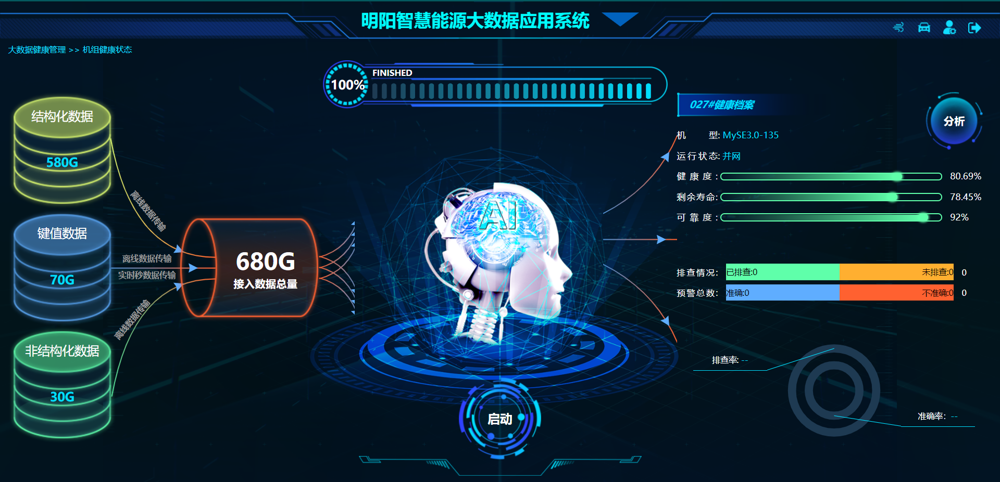 明阳智慧能源大数据应用系统
大数据健康管理 >> 机组健康状态
FINISHED
100%
结构化数据
580G
键值数据
70G
非结构化数据
30G
离线数据传输
离线数据传输
实时秒数据传输
离线数据传输
680G
接入数据总量
AI
启动
027#健康档案
分析
机 型: MySE3.0-135
运行状态: 并网
健 康 度 : 80.69%
剩余寿命: 78.45%
可 靠 度 : 92%
排查情况: 已排查:0 未排查:0 0
预警总数: 准确:0 不准确:0 0
排查率: --
准确率: --